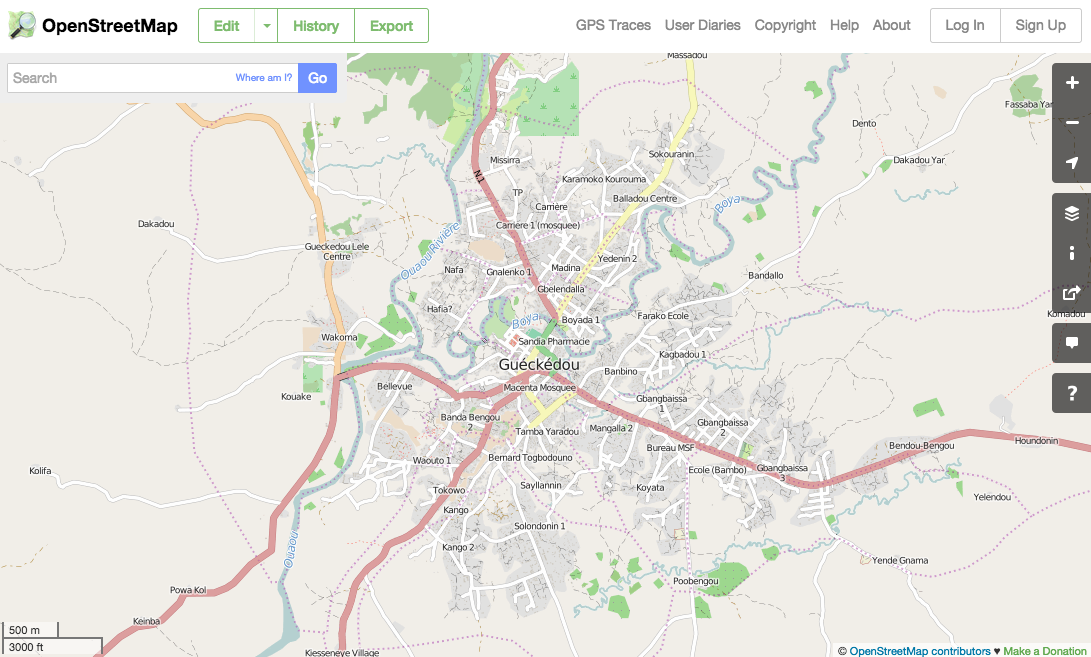 OpenStreetMap
Edit
History
Export
GPS Traces
User Diaries
Copyright
Help
About
Log In
Sign Up
Search
Where am I?
Go
Massadou
Fassaba Yar
Dento
Dakadou Yar
Missirra
Sokouranin
N1
Karamoko Kourouma
TP
Balladou Centre
Boya
Carrière
Carriere 1 (mosquee)
Dakadou
Ouaou Rivière
Gueckedou Lele
Centre
Yedenin 2
Nafa
Gnalenko 1
Madina
Bandallo
Gbelendalla
Hafia?
Boya
Boyada 1
Farako Ecole
Komadou
Wakoma
Sandia Pharmacie
Kagbadou 1
Guéckédou
Banbino
Bellevue
Macenta Mosquee
Kouake
Gbangbaissa
1
Banda Bengou
2
Gbangbaissa
2
Tamba Yaradou
Mangalla 2
Houndonin
Bureau MSF
Bendou-Bengou
Waouto 1
Bernard Togbodouno
Kolifa
Ecole (Bambo)
Gbangbaissa
3
Tokowo
Sayllannin
Koyata
Yelendou
Kango
Solondonin 1
Ouaou
Kango 2
Yende Gnama
Poobengou
Powa Kol
Keinba
Kiesseneye Village
500 m
3000 ft
© OpenStreetMap contributors ♥ Make a Donation
+
−
i
?